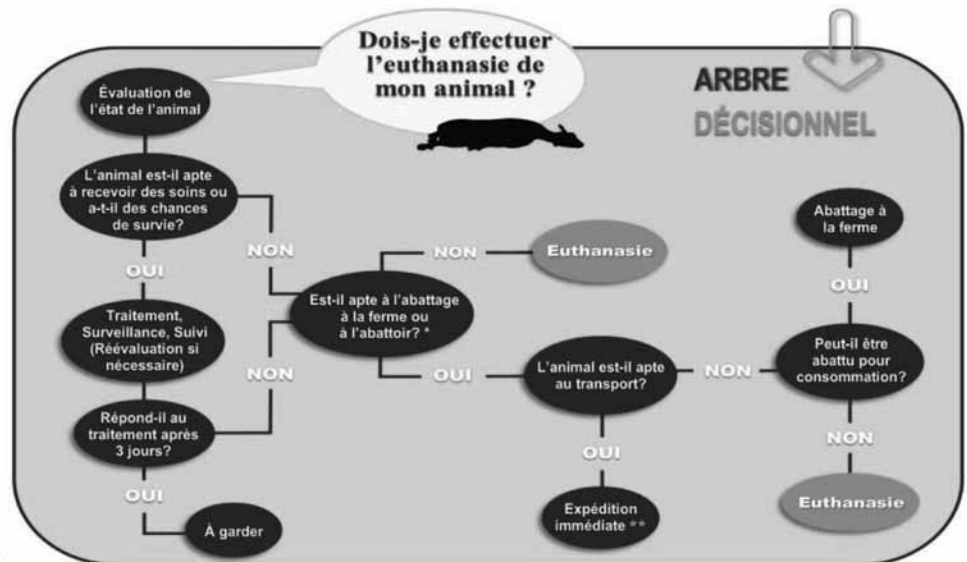 Dois-je effectuer
l'euthanasie de
mon animal ?
ARBRE
DÉCISIONNEL
Évaluation de
l'état de l'animal
L'animal est-il apte
à recevoir des soins ou
a-t-il des chances
de survie?
NON
OUI
Traitement,
Surveillance, Suivi
(Réévaluation si
nécessaire)
NON
Répond-il au
traitement après
3 jours?
OUI
À garder
Est-il apte à l'abattage
à la ferme ou
à l'abattoir? *
NON
Euthanasie
OUI
L'animal est-il apte
au transport?
OUI
Expédition
immédiate **
NON
Peut-il être
abattu pour
consommation?
OUI
Abattage à
la ferme
NON
Euthanasie